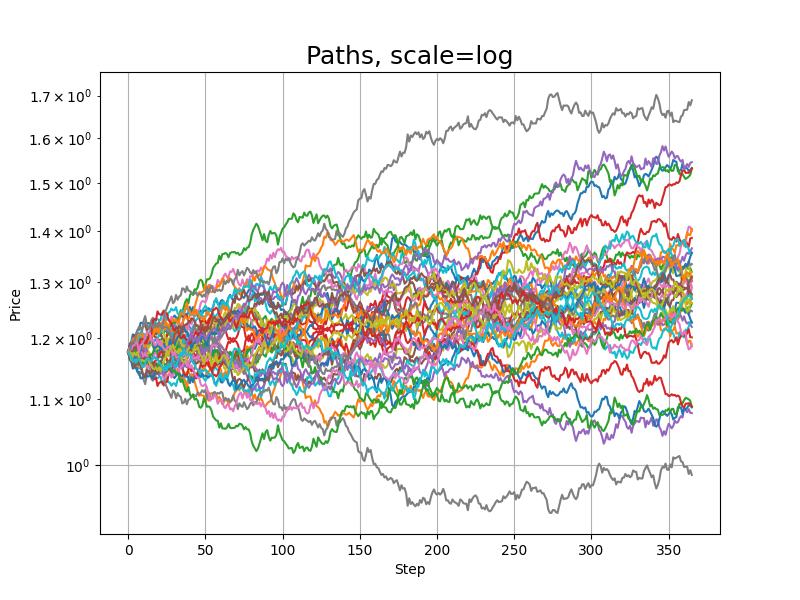 Paths, scale=log
1.7 × 10⁰
1.6 × 10⁰
1.5 × 10⁰
1.4 × 10⁰
1.3 × 10⁰
1.2 × 10⁰
1.1 × 10⁰
10⁰
Price
0 50 100 150 200 250 300 350
Step